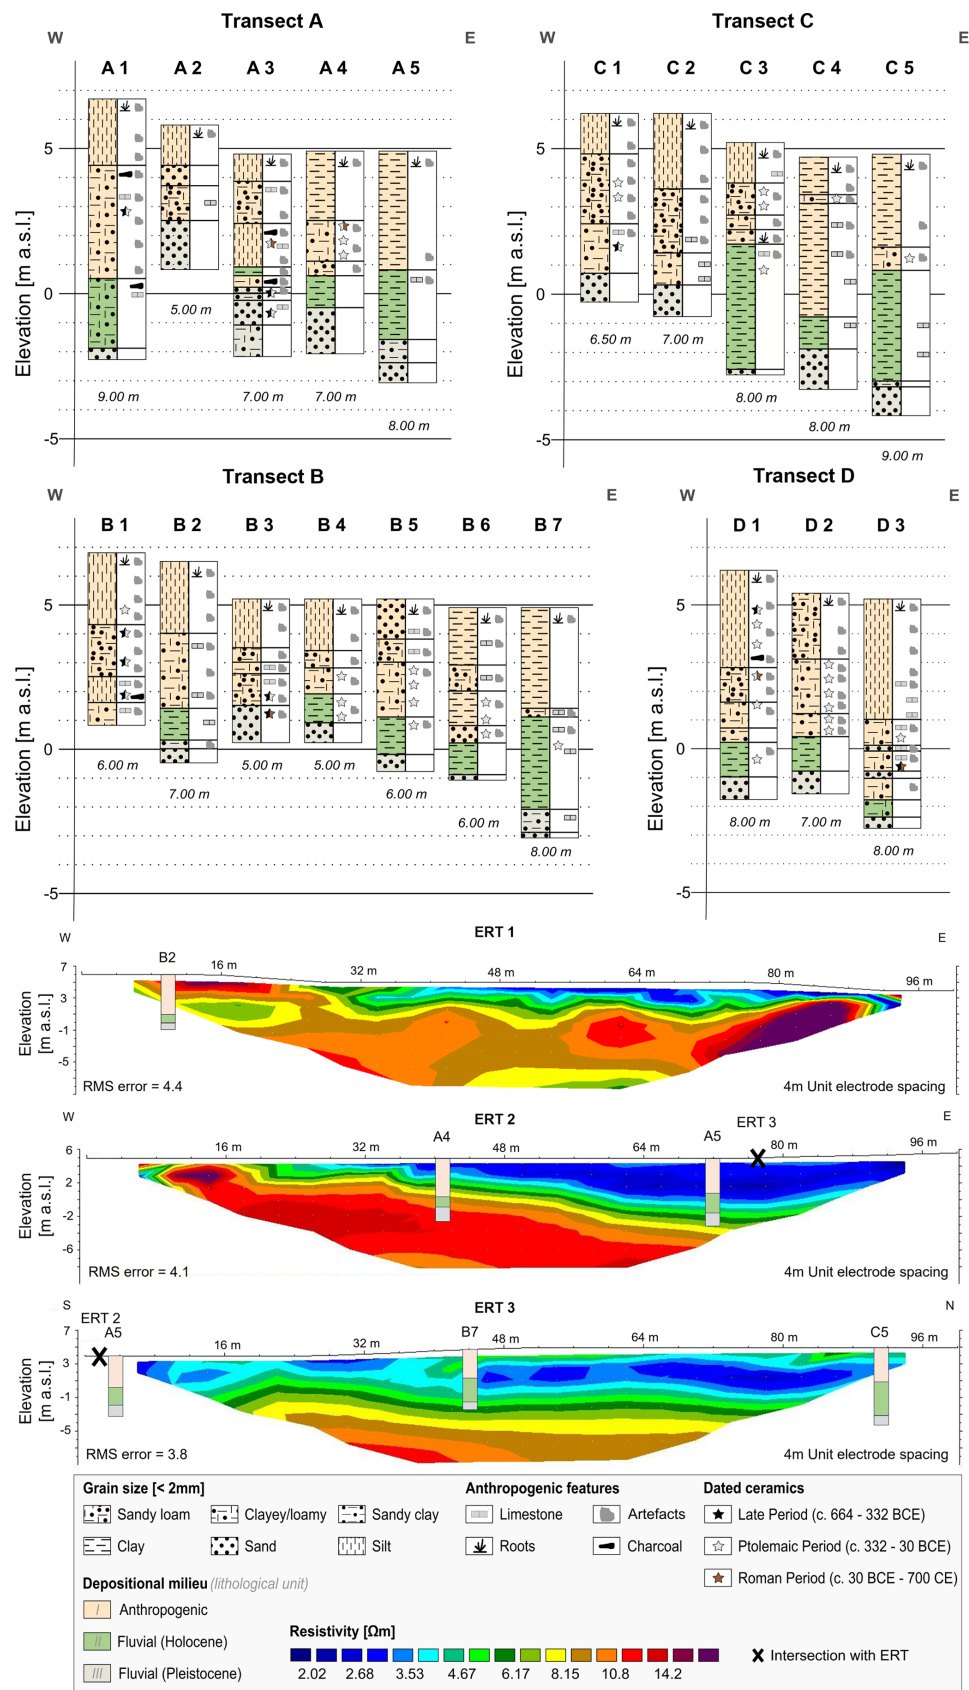 Transect A
Transect C
W E W E
A 1 A 2 A 3 A 4 A 5
C 1 C 2 C 3 C 4 C 5
Elevation [m a.s.l.]
5
0
-5
9.00 m
5.00 m
7.00 m
7.00 m
8.00 m
Elevation [m a.s.l.]
5
0
-5
6.50 m
7.00 m
8.00 m
8.00 m
9.00 m
Transect B
Transect D
W E W E
B 1 B 2 B 3 B 4 B 5 B 6 B 7
D 1 D 2 D 3
Elevation [m a.s.l.]
5
0
-5
6.00 m
7.00 m
5.00 m
5.00 m
6.00 m
6.00 m
8.00 m
Elevation [m a.s.l.]
5
0
-5
8.00 m
7.00 m
8.00 m
ERT 1
W E
B2
16 m 32 m 48 m 64 m 80 m 96 m
Elevation
[m a.s.l.]
7
3
-1
-5
RMS error = 4.4
4m Unit electrode spacing
ERT 2
W E
ERT 3
A4 A5
16 m 32 m 48 m 64 m 80 m 96 m
Elevation
[m a.s.l.]
6
2
-2
-6
RMS error = 4.1
4m Unit electrode spacing
ERT 3
S N
ERT 2
A5 B7 C5
16 m 32 m 48 m 64 m 80 m 96 m
Elevation
[m a.s.l.]
7
3
-1
-5
RMS error = 3.8
4m Unit electrode spacing
Grain size [< 2mm]
Sandy loam Clayey/loamy Sandy clay
Clay Sand Silt
Anthropogenic features
Limestone Artefacts
Roots Charcoal
Dated ceramics
Late Period (c. 664 - 332 BCE)
Ptolemaic Period (c. 332 - 30 BCE)
Roman Period (c. 30 BCE - 700 CE)
Depositional milieu (lithological unit)
I Anthropogenic
II Fluvial (Holocene)
III Fluvial (Pleistocene)
Resistivity [Ωm]
2.02 2.68 3.53 4.67 6.17 8.15 10.8 14.2
Intersection with ERT